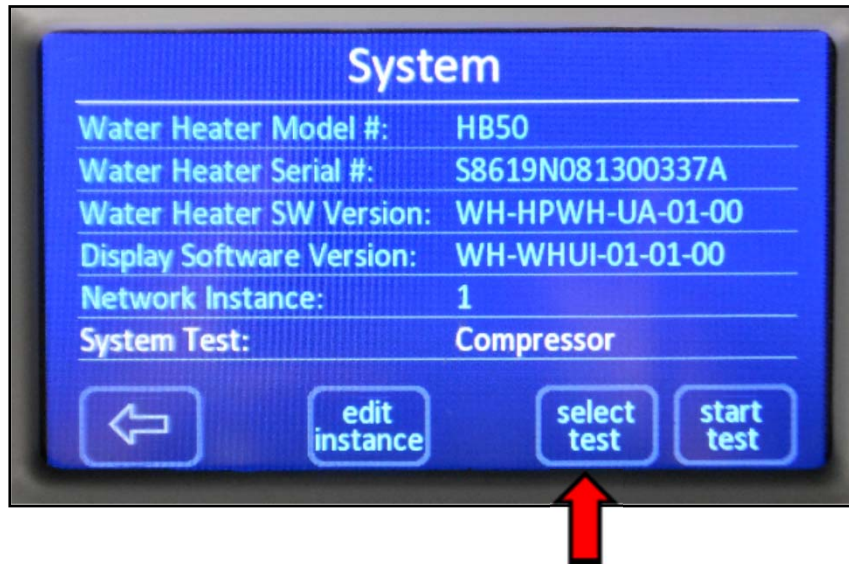 System
Water Heater Model #: HB50
Water Heater Serial #: S8619N081300337A
Water Heater SW Version: WH-HPWH-UA-01-00
Display Software Version: WH-WHUI-01-01-00
Network Instance: 1
System Test: Compressor
edit
instance
select
test
start
test